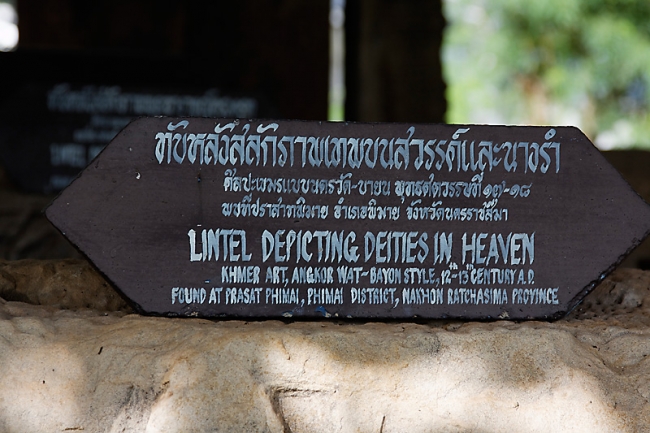 ทับหลังสลักภาพเทพบนสวรรค์และนางรำ
ศิลปะเขมรแบบนครวัด-บายน พุทธศตวรรษที่ ๑๗-๑๘
พบที่ปราสาทพิมาย อำเภอพิมาย จังหวัดนครราชสีมา
LINTEL DEPICTING DEITIES IN HEAVEN
KHMER ART, ANGKOR WAT-BAYON STYLE, 12th-13th CENTURY A.D.
FOUND AT PRASAT PHIMAI, PHIMAI DISTRICT, NAKHON RATCHASIMA PROVINCE